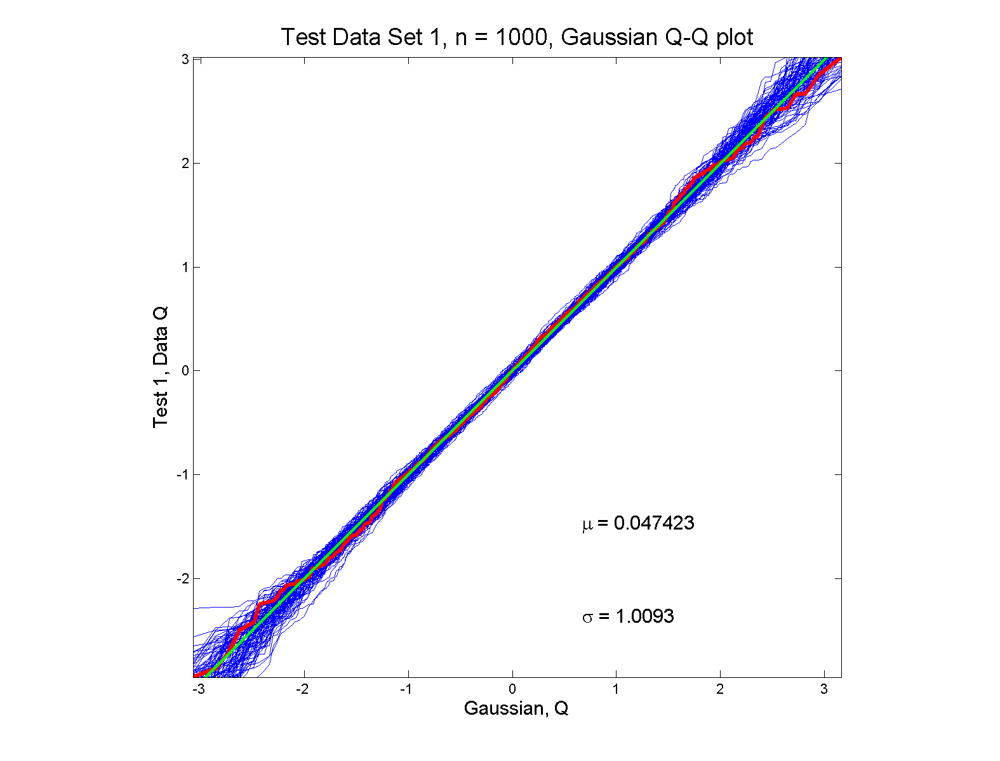 Test Data Set 1, n = 1000, Gaussian Q-Q plot
3
2
1
0
-1
-2
Test 1, Data Q
μ = 0.047423
σ = 1.0093
-3 -2 -1 0 1 2 3
Gaussian, Q